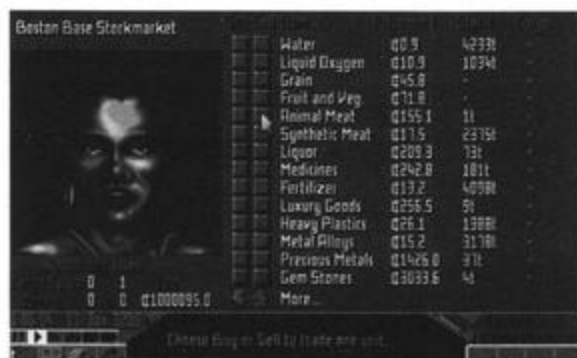 Boston Base Stockmarket
Water ₢0.9 4233t -
Liquid Oxygen ₢10.9 1034t -
Grain ₢45.8 - -
Fruit and Veg. ₢71.8 - -
Animal Meat ₢155.1 1t -
Synthetic Meat ₢17.5 2375t -
Liquor ₢209.3 73t -
Medicines ₢242.8 181t -
Fertilizer ₢13.2 4098t -
Luxury Goods ₢256.5 9t -
Heavy Plastics ₢26.1 1388t -
Metal Alloys ₢15.2 3178t -
Precious Metals ₢1426.0 37t -
Gem Stones ₢3033.6 4t -
More...
0 1
0 0 ₢1000095.0
Choose Buy or Sell to trade one unit.